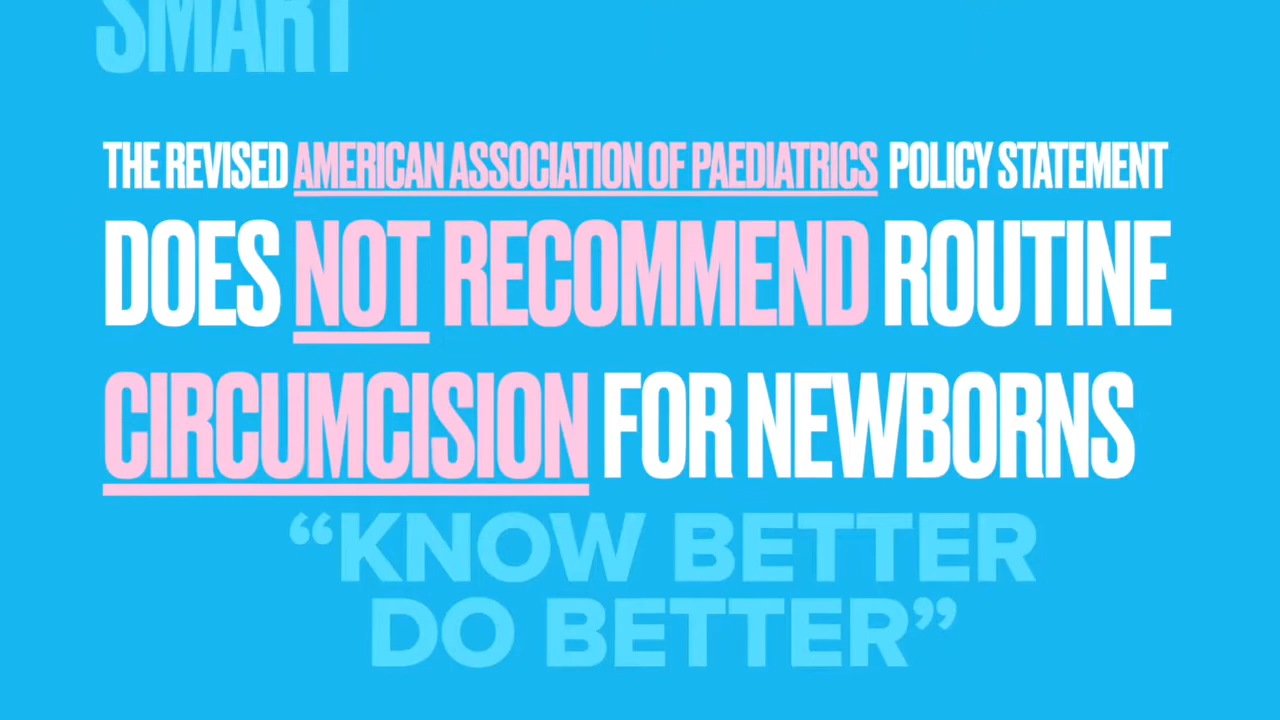 SMART
THE REVISED AMERICAN ASSOCIATION OF PAEDIATRICS POLICY STATEMENT
DOES NOT RECOMMEND ROUTINE
CIRCUMCISION FOR NEWBORNS
“KNOW BETTER
DO BETTER”